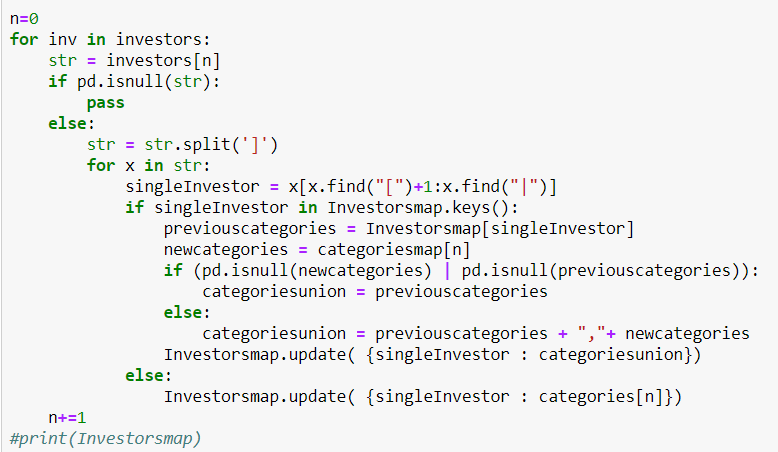 n=0
for inv in investors:
    str = investors[n]
    if pd.isnull(str):
        pass
    else:
        str = str.split(']')
        for x in str:
            singleInvestor = x[x.find("[")+1:x.find("|")]
            if singleInvestor in Investorsmap.keys():
                previouscategories = Investorsmap[singleInvestor]
                newcategories = categoriesmap[n]
                if (pd.isnull(newcategories) | pd.isnull(previouscategories)):
                    categoriesunion = previouscategories
                else:
                    categoriesunion = previouscategories + ","+ newcategories
                Investorsmap.update( {singleInvestor : categoriesunion})
            else:
                Investorsmap.update( {singleInvestor : categories[n]})
    n+=1
#print(Investorsmap)